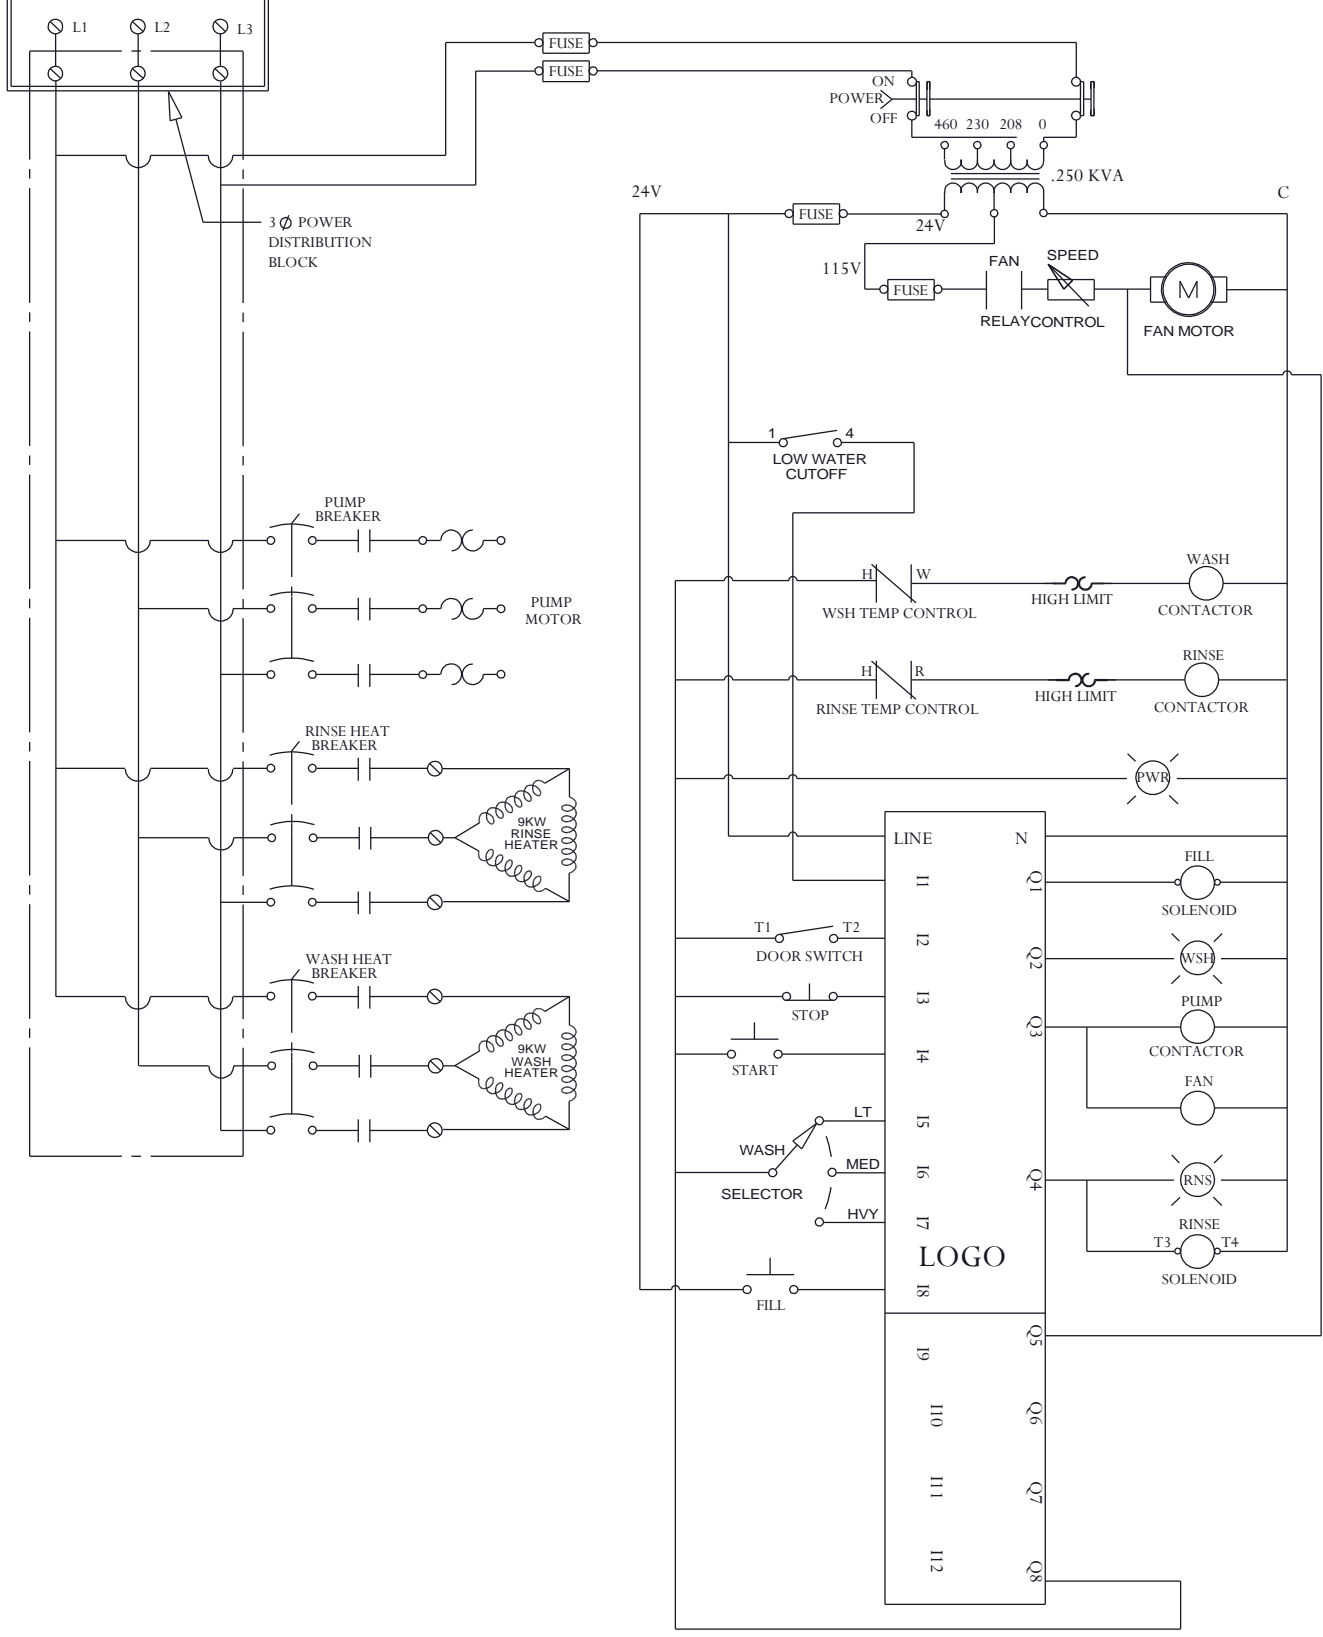 L1
L2
L3
FUSE
FUSE
ON
POWER
OFF
460 230 208 0
.250 KVA
24V
C
3 Ø POWER
DISTRIBUTION
BLOCK
FUSE
24V
115V
FUSE
FAN
RELAY
SPEED
CONTROL
M
FAN MOTOR
1 4
LOW WATER
CUTOFF
PUMP
BREAKER
PUMP
MOTOR
H W
WSH TEMP CONTROL
HIGH LIMIT
WASH
CONTACTOR
H R
RINSE TEMP CONTROL
HIGH LIMIT
RINSE
CONTACTOR
RINSE HEAT
BREAKER
9KW
RINSE
HEATER
PWR
LINE N
I1
Q1
FILL
SOLENOID
T1 T2
DOOR SWITCH
I2
Q2
WSH
WASH HEAT
BREAKER
9KW
WASH
HEATER
STOP
I3
Q3
PUMP
CONTACTOR
START
I4
FAN
LT
I5
WASH
SELECTOR
MED
I6
Q4
RNS
HVY
I7
RINSE
T3 T4
SOLENOID
LOGO
FILL
I8
Q5
I9
I10
Q6
I11
Q7
I12
Q8